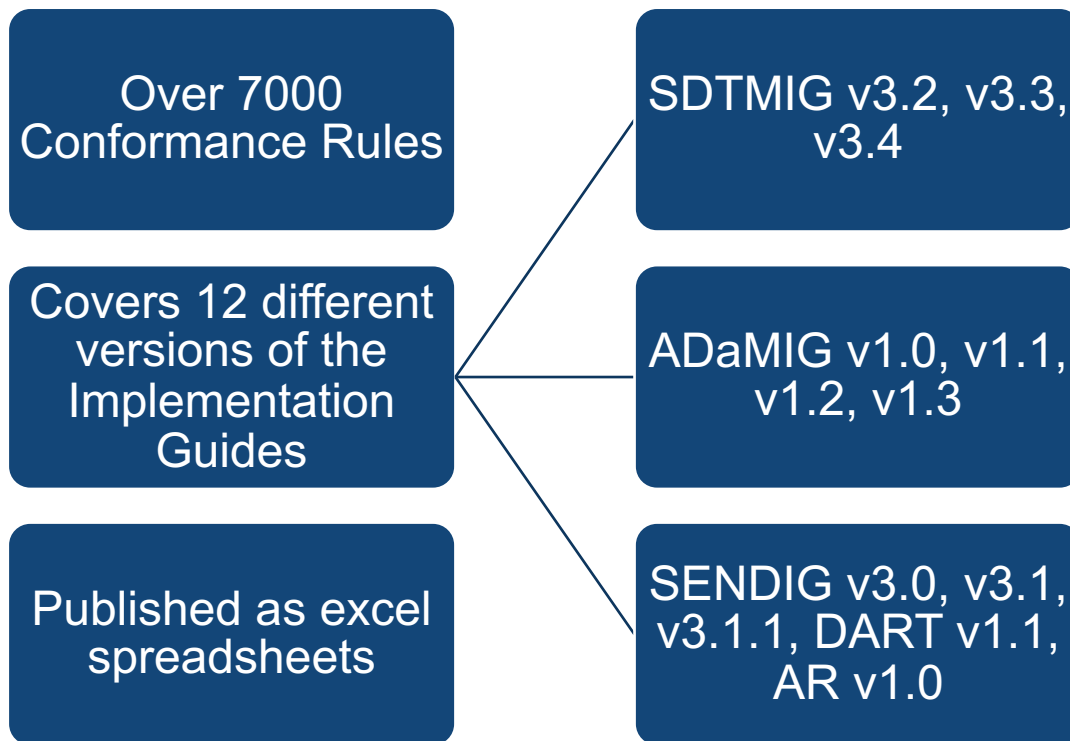 Over 7000
Conformance Rules
Covers 12 different
versions of the
Implementation
Guides
Published as excel
spreadsheets
SDTMIG v3.2, v3.3,
v3.4
ADaMIG v1.0, v1.1,
v1.2, v1.3
SENDIG v3.0, v3.1,
v3.1.1, DART v1.1,
AR v1.0